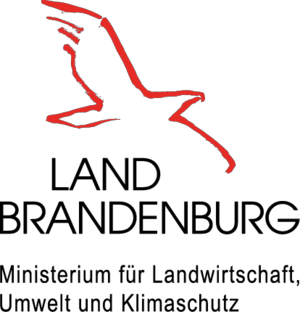 LAND
BRANDENBURG
Ministerium für Landwirtschaft,
Umwelt und Klimaschutz